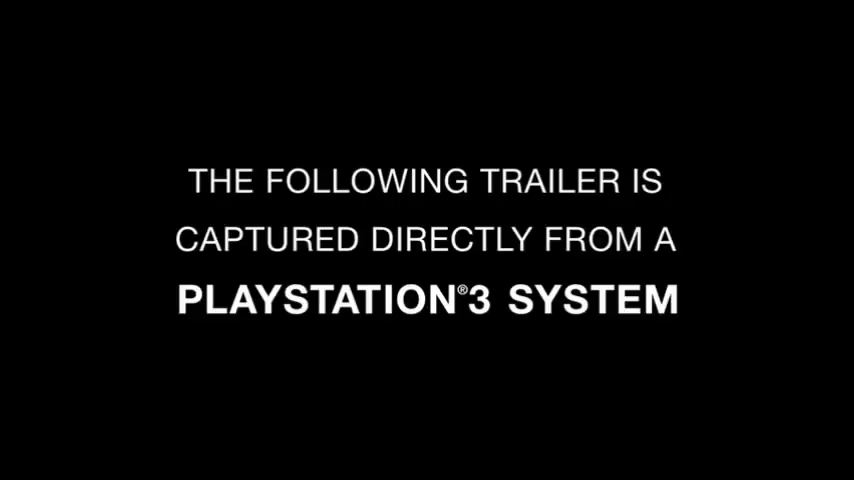 THE FOLLOWING TRAILER IS
CAPTURED DIRECTLY FROM A
PLAYSTATION®3 SYSTEM